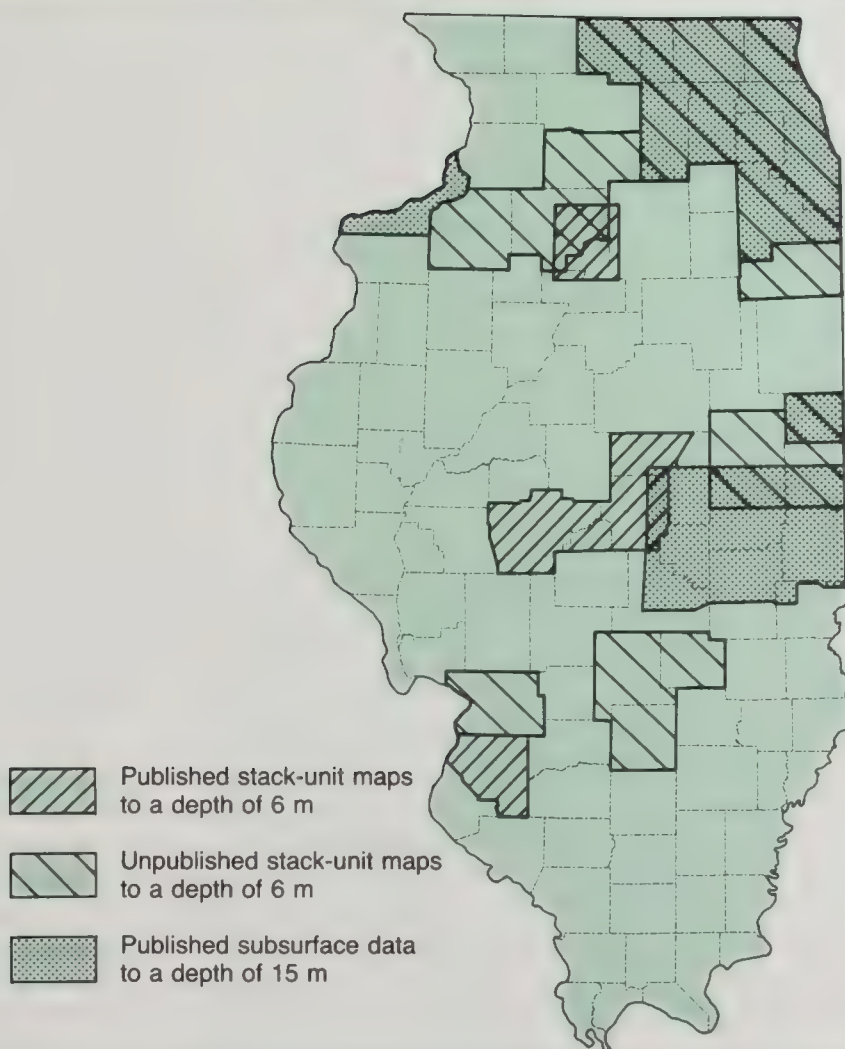 Published stack-unit maps
to a depth of 6 m
Unpublished stack-unit maps
to a depth of 6 m
Published subsurface data
to a depth of 15 m